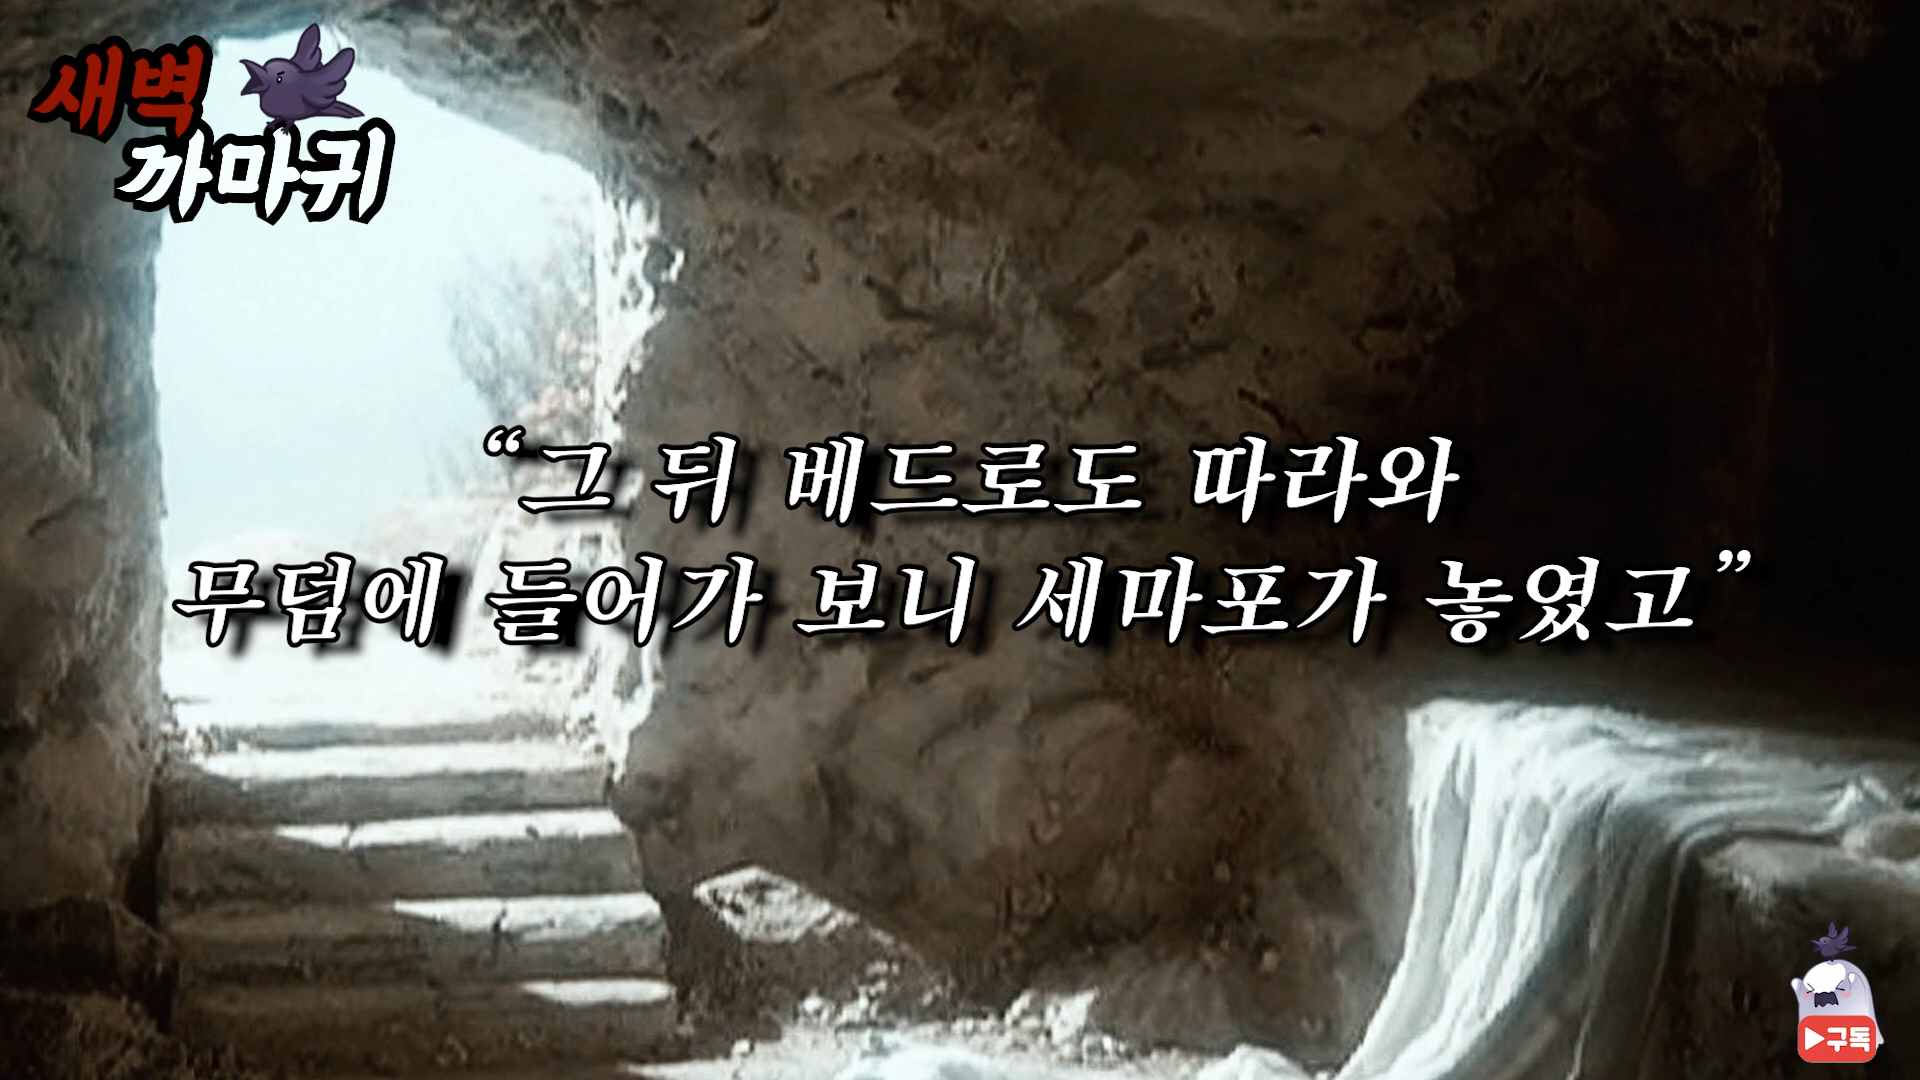 새벽
까마귀
“그 뒤 베드로도 따라와
무덤에 들어가 보니 세마포가 놓였고”
구독